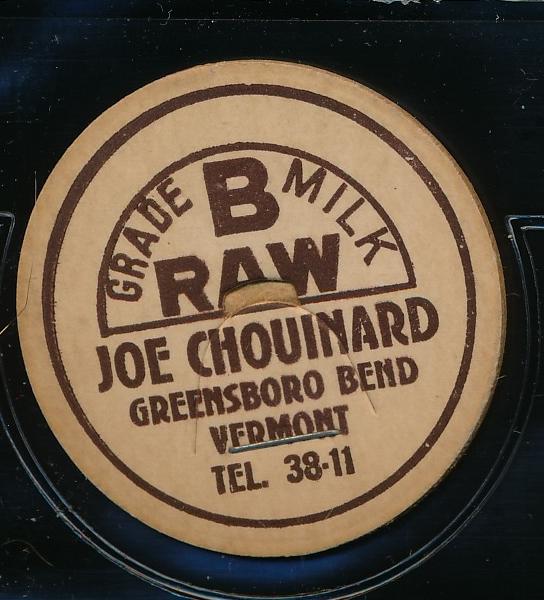 GRADE B MILK
RAW
JOE CHOUINARD
GREENSBORO BEND
VERMONT
TEL. 38-11